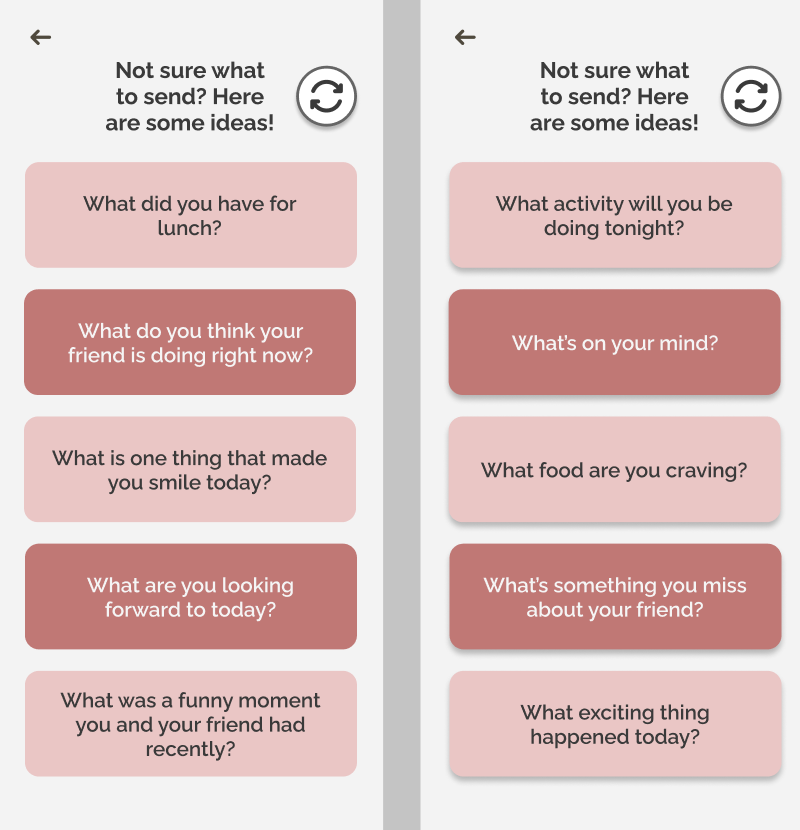 Not sure what
to send? Here
are some ideas!
What did you have for
lunch?
What do you think your
friend is doing right now?
What is one thing that made
you smile today?
What are you looking
forward to today?
What was a funny moment
you and your friend had
recently?
Not sure what
to send? Here
are some ideas!
What activity will you be
doing tonight?
What's on your mind?
What food are you craving?
What's something you miss
about your friend?
What exciting thing
happened today?